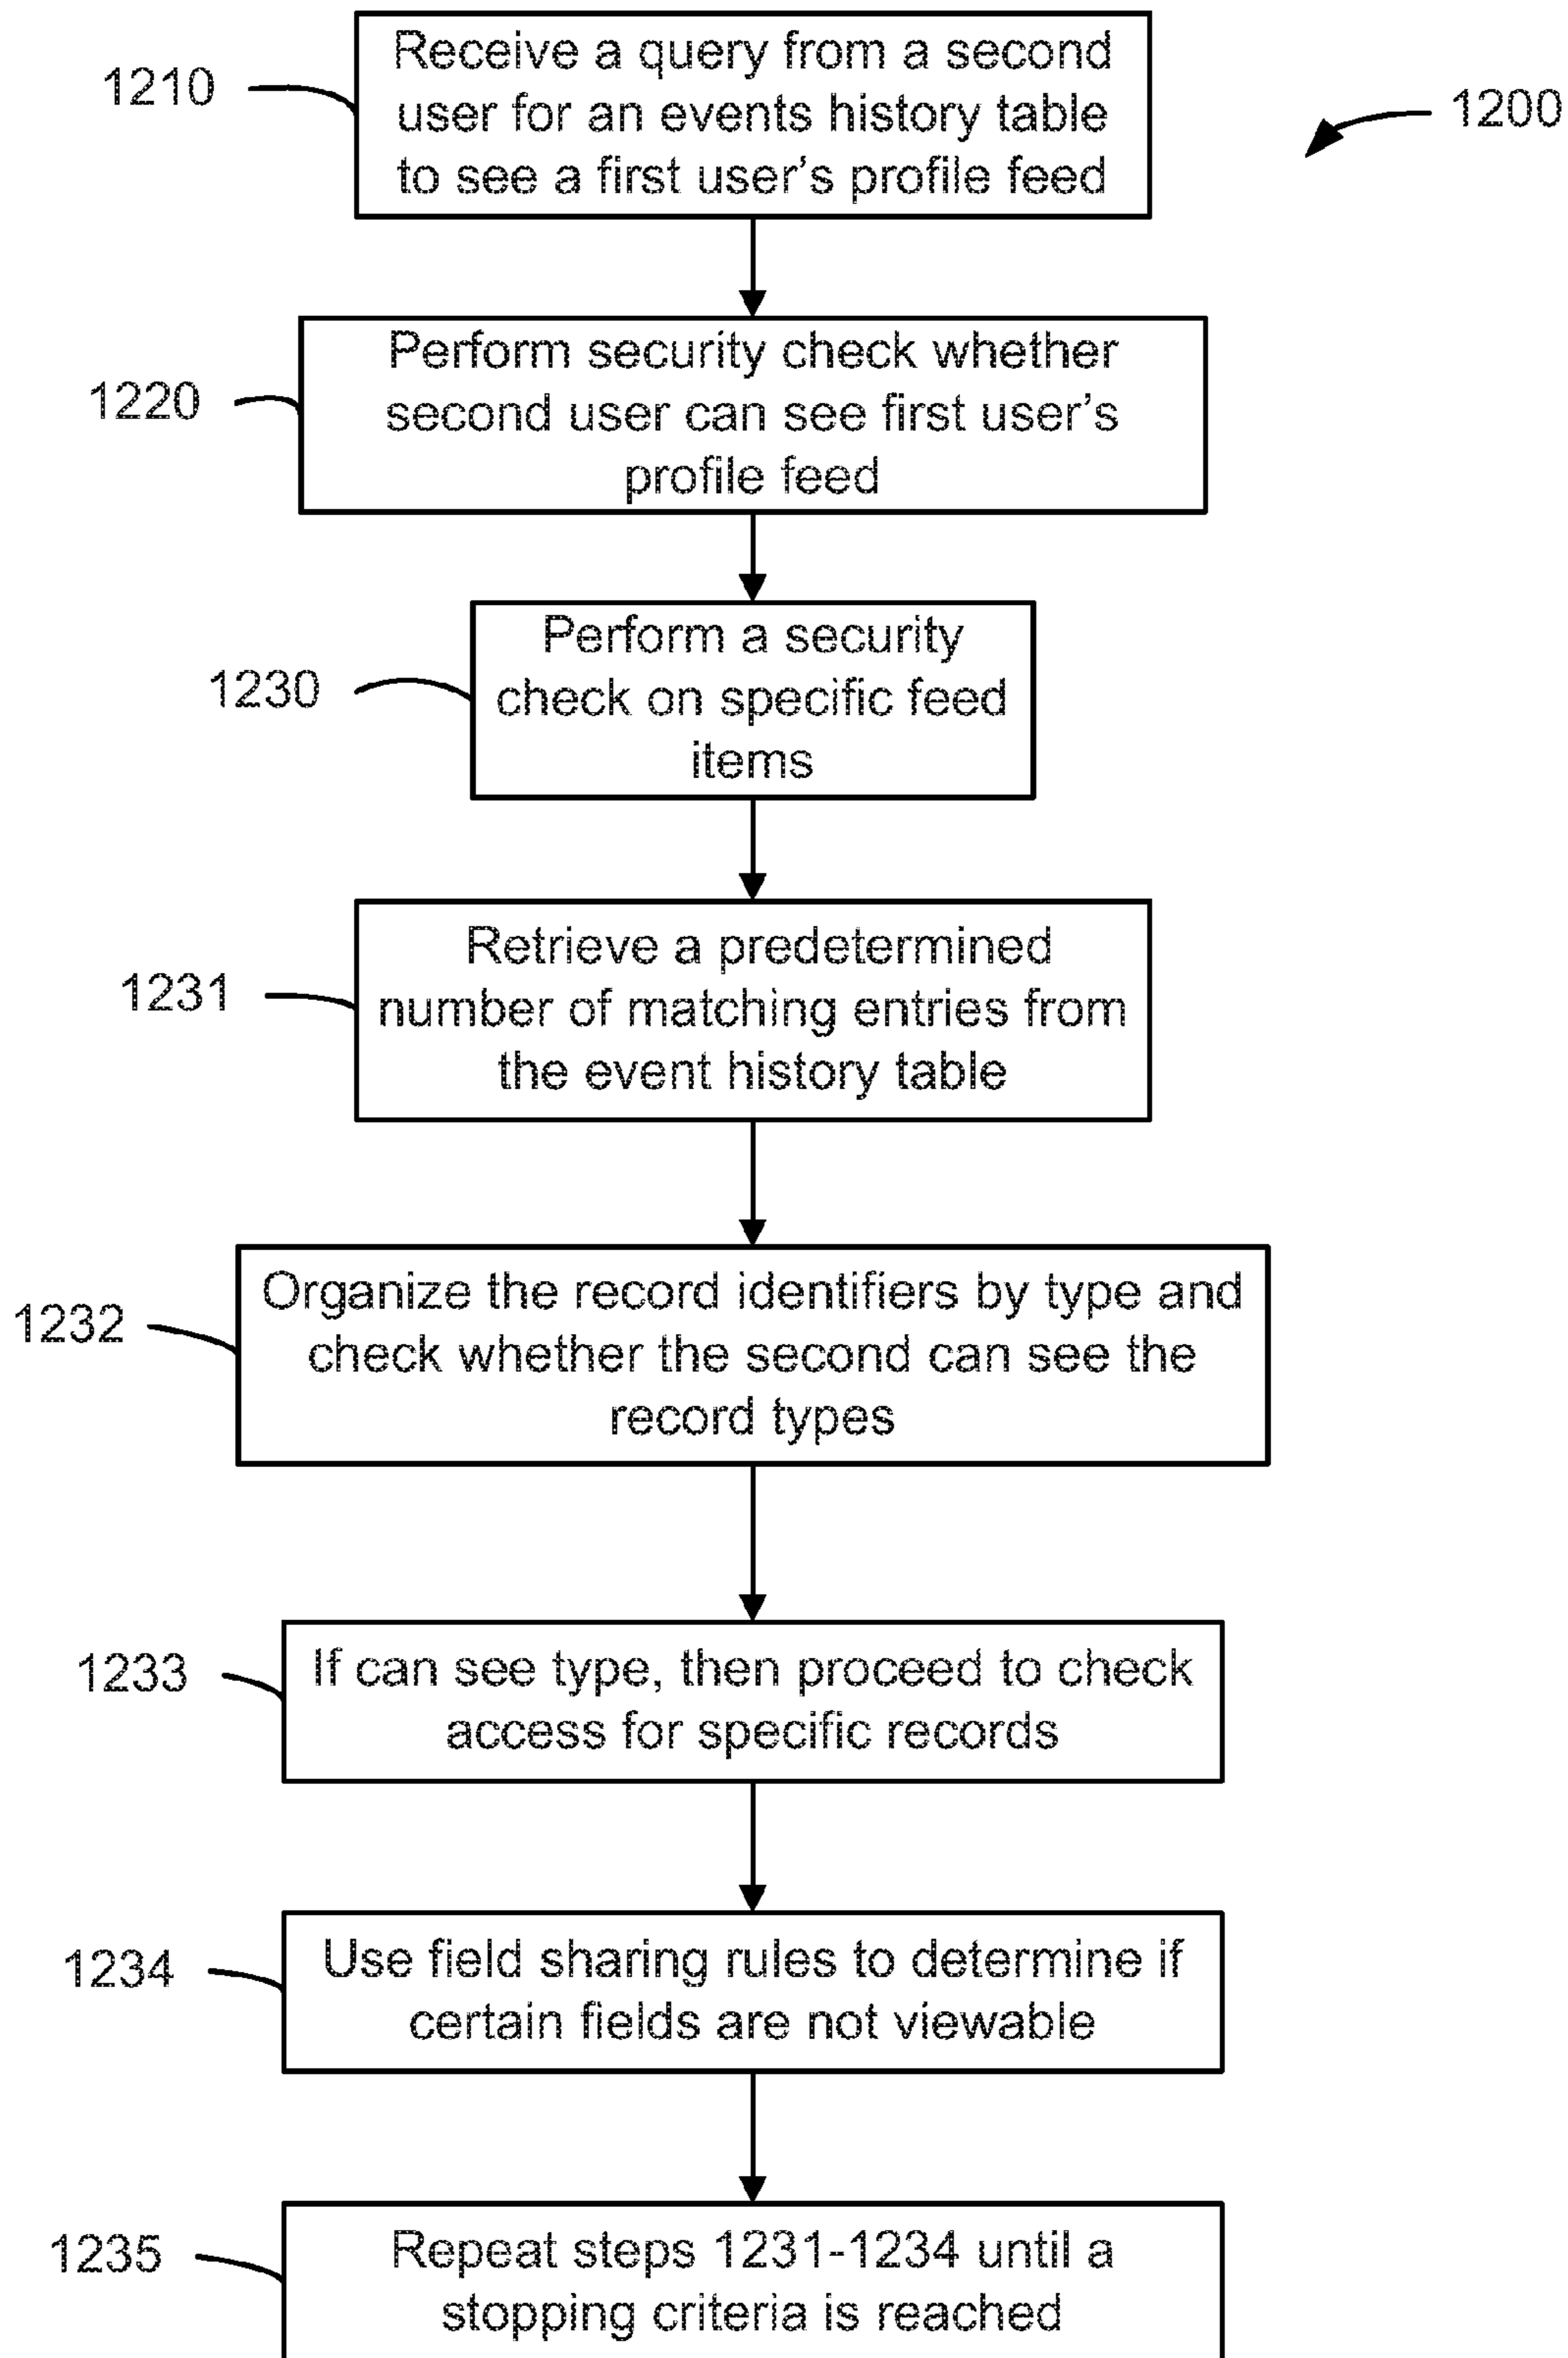 Receive a query from a second
user for an events history table
to see a first user's profile feed
1210
1200
Perform security check whether
second user can see first user's
profile feed
1220
Perform a security
check on specific feed
items
1230
Retrieve a predetermined
number of matching entries from
the event history table
1231
Organize the record identifiers by type and
check whether the second can see the
record types
1232
If can see type, then proceed to check
access for specific records
1233
Use field sharing rules to determine if
certain fields are not viewable
1234
Repeat steps 1231-1234 until a
stopping criteria is reached
1235